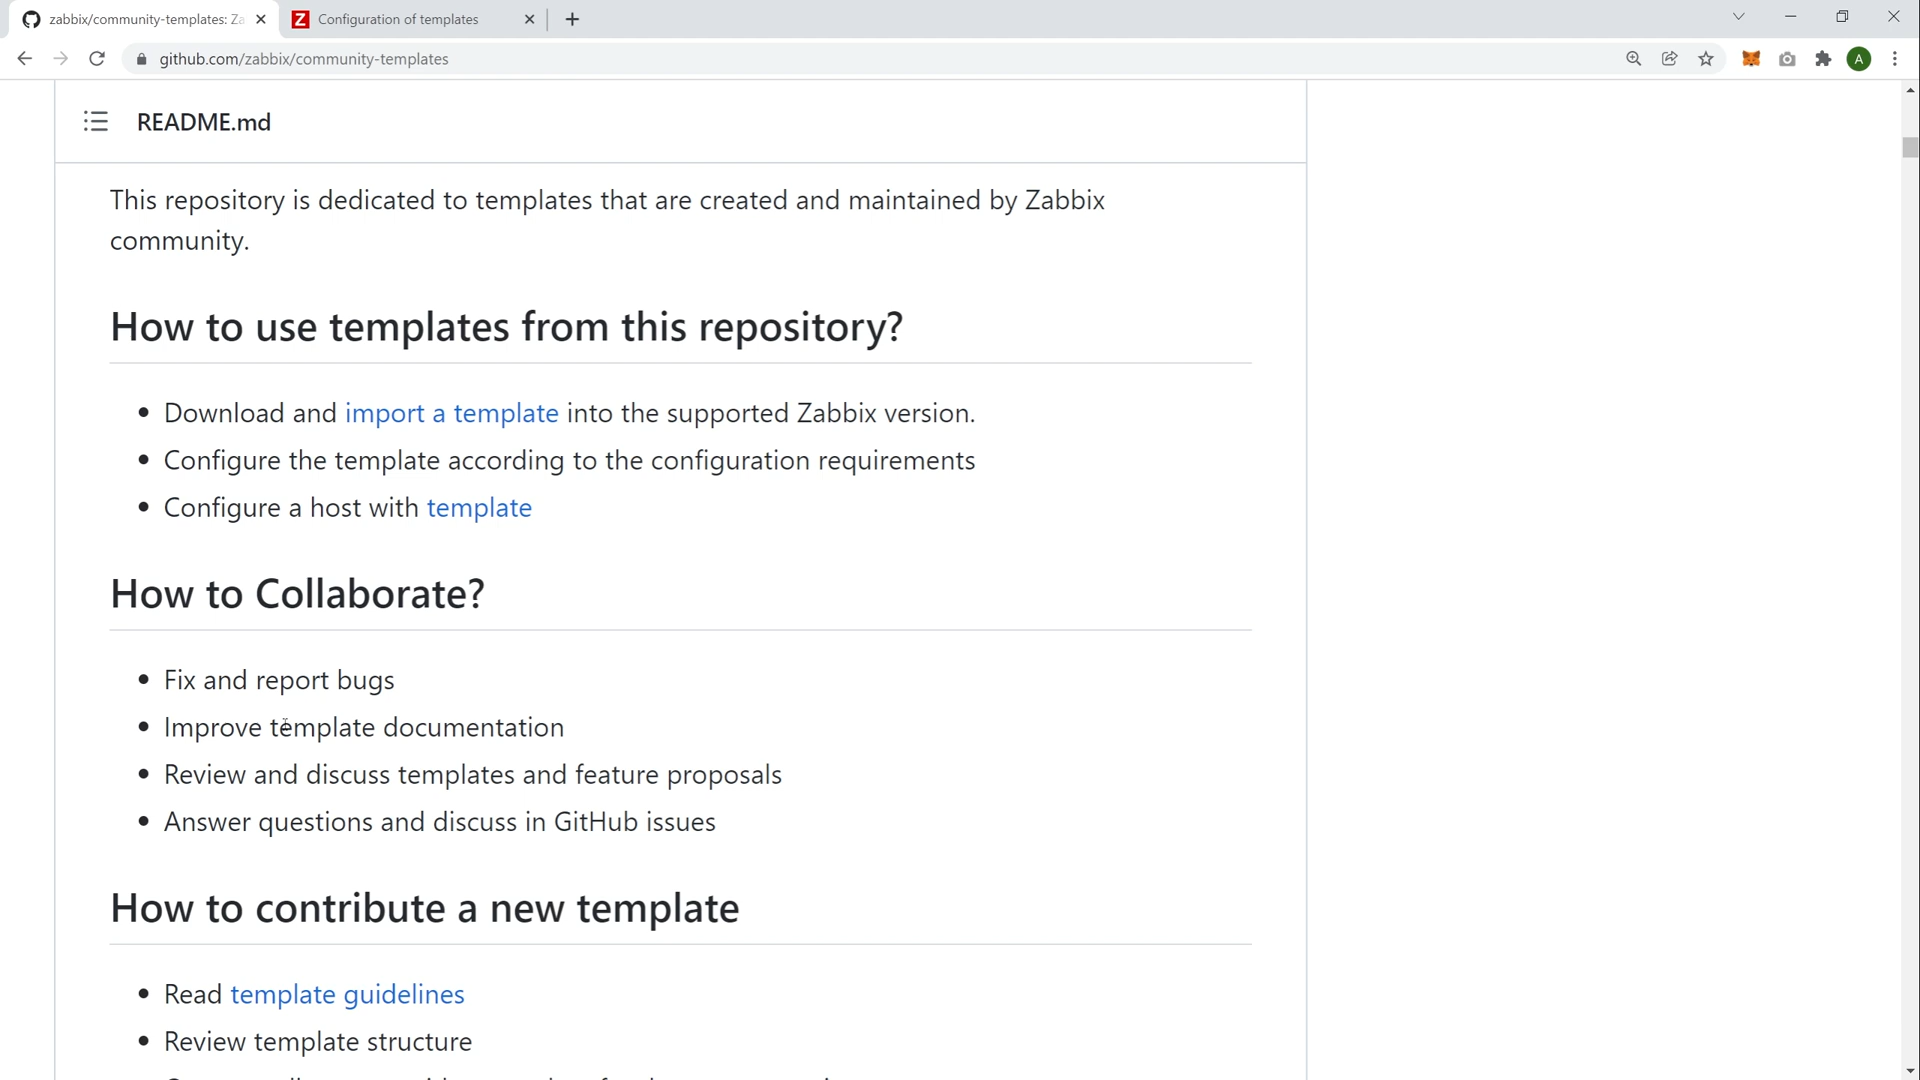 zabbix/community-templates: Za
Configuration of templates
github.com/zabbix/community-templates
A
README.md
This repository is dedicated to templates that are created and maintained by Zabbix
community.
How to use templates from this repository?
Download and import a template into the supported Zabbix version.
Configure the template according to the configuration requirements
Configure a host with template
How to Collaborate?
Fix and report bugs
Improve template documentation
Review and discuss templates and feature proposals
Answer questions and discuss in GitHub issues
How to contribute a new template
Read template guidelines
Review template structure